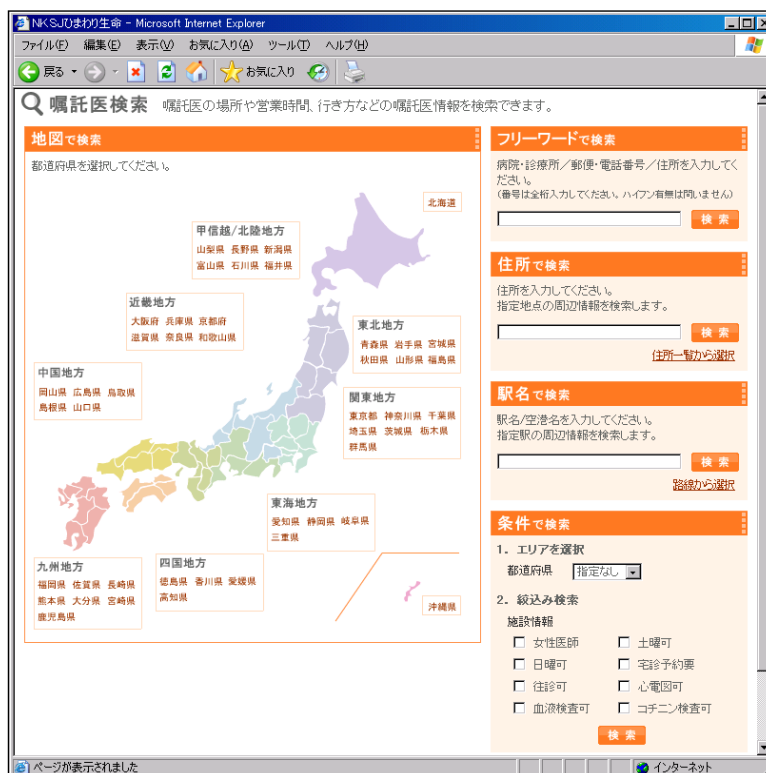 NKSJひまわり生命 - Microsoft Internet Explorer
ファイル(F) 編集(E) 表示(V) お気に入り(A) ツール(T) ヘルプ(H)
戻る お気に入り
嘱託医検索 嘱託医の場所や営業時間、行き方などの嘱託医情報を検索できます。
地図で検索
都道府県を選択してください。
北海道
甲信越/北陸地方
山梨県 長野県 新潟県
富山県 石川県 福井県
近畿地方
大阪府 兵庫県 京都府
滋賀県 奈良県 和歌山県
東北地方
青森県 岩手県 宮城県
秋田県 山形県 福島県
中国地方
岡山県 広島県 鳥取県
島根県 山口県
関東地方
東京都 神奈川県 千葉県
埼玉県 茨城県 栃木県
群馬県
東海地方
愛知県 静岡県 岐阜県
三重県
九州地方
福岡県 佐賀県 長崎県
熊本県 大分県 宮崎県
鹿児島県
四国地方
徳島県 香川県 愛媛県
高知県
沖縄県
フリーワードで検索
病院・診療所／郵便・電話番号／住所を入力してく
ださい。
(番号は全桁入力してください。ハイフン有無は問いません)
検 索
住所で検索
住所を入力してください。
指定地点の周辺情報を検索します。
検 索
住所一覧から選択
駅名で検索
駅名/空港名を入力してください。
指定駅の周辺情報を検索します。
検 索
路線から選択
条件で検索
1. エリアを選択
都道府県 指定なし
2. 絞込み検索
施設情報
女性医師 土曜可
日曜可 宅診予約要
往診可 心電図可
血液検査可 コチニン検査可
検 索
ページが表示されました インターネット